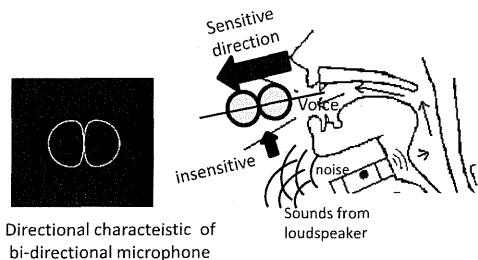 Sensitive
direction
Voice
insensitive
noise
Sounds from
loudspeaker
Directional characteistic of
bi-directional microphone